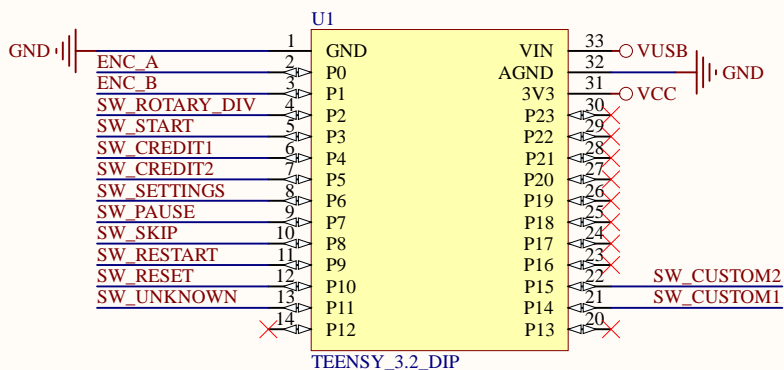 U1
GND 1 GND VIN 33 VUSB
ENC_A 2 P0 AGND 32 GND
ENC_B 3 P1 3V3 31 VCC
SW_ROTARY_DIV 4 P2 P23 30
SW_START 5 P3 P22 29
SW_CREDIT1 6 P4 P21 28
SW_CREDIT2 7 P5 P20 27
SW_SETTINGS 8 P6 P19 26
SW_PAUSE 9 P7 P18 25
SW_SKIP 10 P8 P17 24
SW_RESTART 11 P9 P16 23
SW_RESET 12 P10 P15 22 SW_CUSTOM2
SW_UNKNOWN 13 P11 P14 21 SW_CUSTOM1
14 P12 P13 20
TEENSY_3.2_DIP